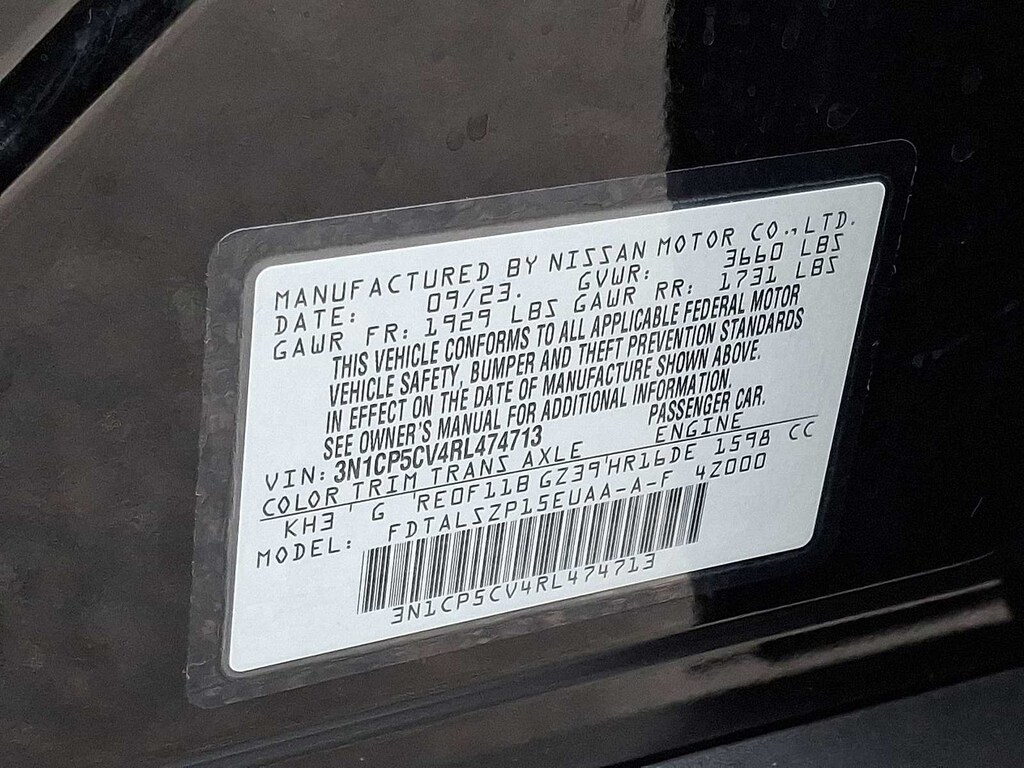 MANUFACTURED BY NISSAN MOTOR CO., LTD.
DATE: 09/23. GVWR: 3660 LBS
GAWR FR: 1929 LBS GAWR RR: 1731 LBS
THIS VEHICLE CONFORMS TO ALL APPLICABLE FEDERAL MOTOR
VEHICLE SAFETY, BUMPER AND THEFT PREVENTION STANDARDS
IN EFFECT ON THE DATE OF MANUFACTURE SHOWN ABOVE.
SEE OWNER'S MANUAL FOR ADDITIONAL INFORMATION.
VIN: 3N1CP5CV4RL474713 PASSENGER CAR.
COLOR TRIM TRANS AXLE ENGINE
KH3 ' G 'RE0F11B GZ39'HR16DE 1598 CC
MODEL: FDTALSZP15EUAA-A-F 4Z000
3N1CP5CV4RL474713